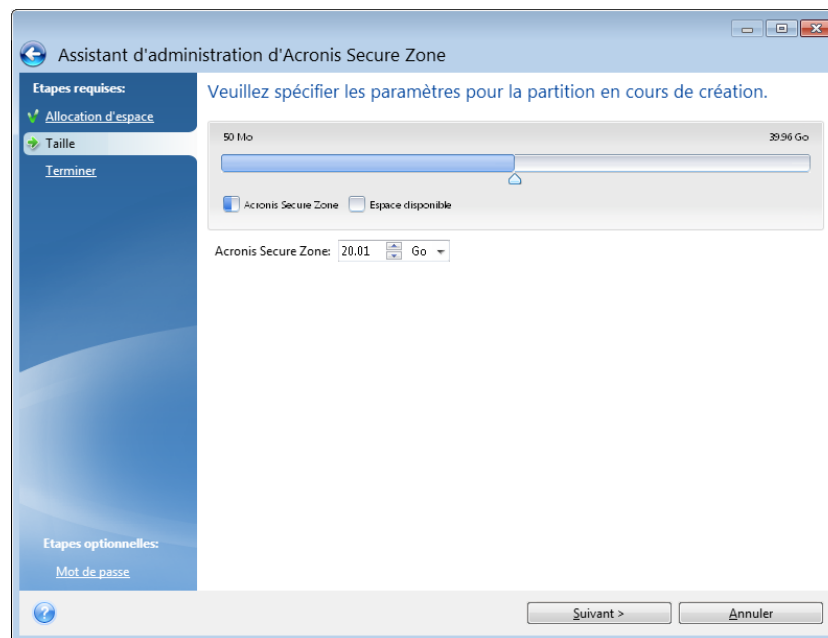 Assistant d'administration d'Acronis Secure Zone
Etapes requises:
Allocation d'espace
Taille
Terminer
Veuillez spécifier les paramètres pour la partition en cours de création.
50 Mo 39.96 Go
Acronis Secure Zone Espace disponible
Acronis Secure Zone: 20.01 Go
Etapes optionnelles:
Mot de passe
?
Suivant > Annuler